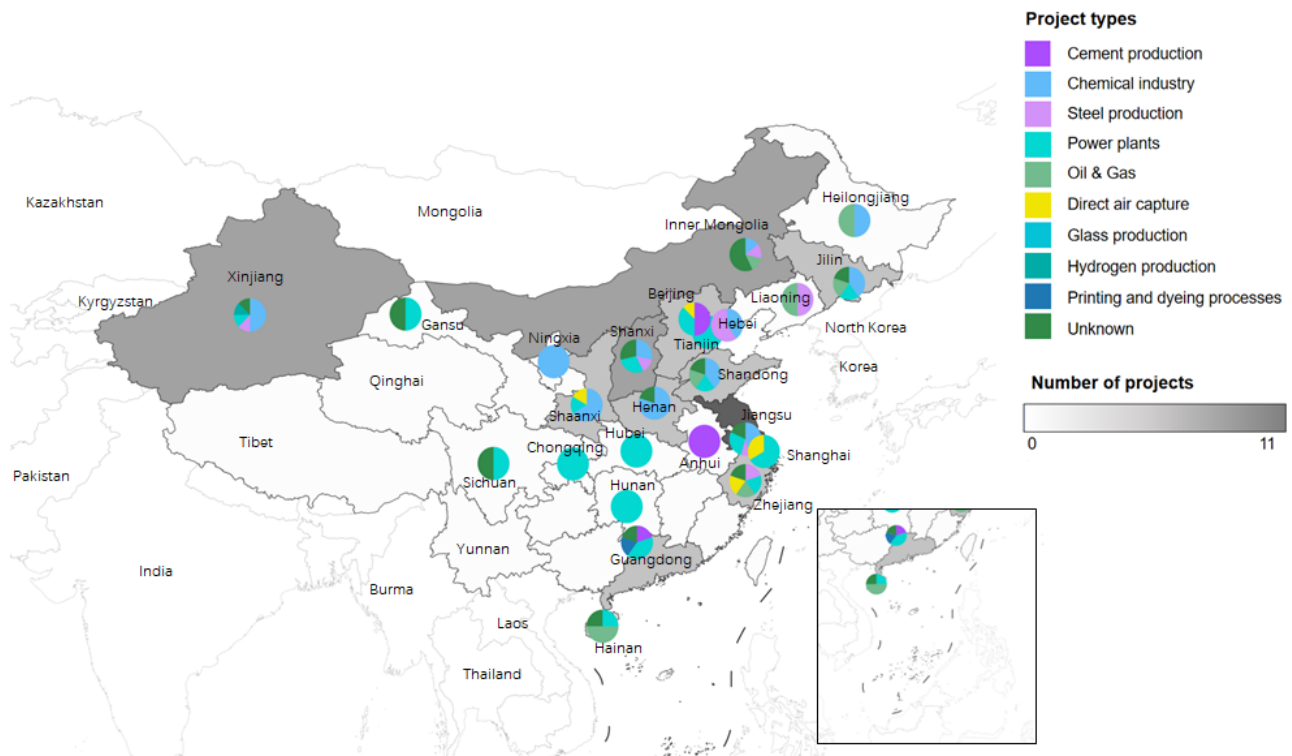 Project types
Cement production
Chemical industry
Steel production
Power plants
Oil & Gas
Direct air capture
Glass production
Hydrogen production
Printing and dyeing processes
Unknown
Number of projects
0 11
Kazakhstan
Mongolia
Heilongjiang
Inner Mongolia
Jilin
Xinjiang
Kyrgyzstan
Gansu
Beijing
Liaoning
Hebei
North Korea
Ningxia
Shanxi
Tianjin
Korea
Qinghai
Shandong
Shaanxi
Henan
Jiangsu
Tibet
Hubei
Chongqing
Shanghai
Anhui
Pakistan
Sichuan
Hunan
Zhejiang
Yunnan
Guangdong
India
Burma
Laos
Hainan
Thailand